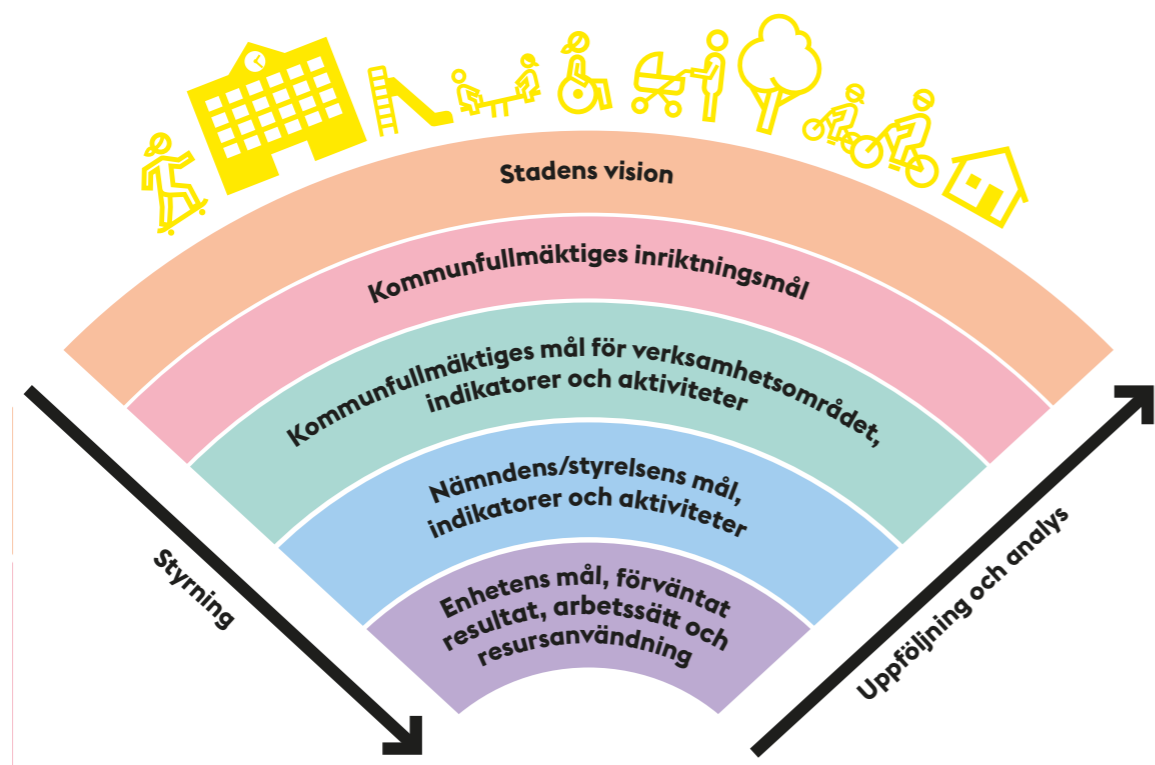 Stadens vision
Kommunfullmäktiges inriktningsmål
Kommunfullmäktiges mål för verksamhetsområdet,
indikatorer och aktiviteter
Nämndens/styrelsens mål,
indikatorer och aktiviteter
Enhetens mål, förväntat
resultat, arbetssätt och
resursanvändning
Styrning
Uppföljning och analys